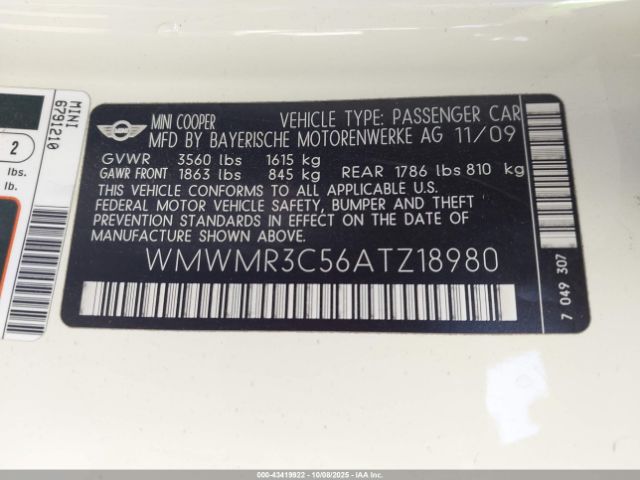 MINI
6791210
2
lbs.
lb.
MINI
MINI COOPER VEHICLE TYPE: PASSENGER CAR
MFD BY BAYERISCHE MOTORENWERKE AG 11/09
GVWR 3560 lbs 1615 kg
GAWR FRONT 1863 lbs 845 kg REAR 1786 lbs 810 kg
THIS VEHICLE CONFORMS TO ALL APPLICABLE U.S.
FEDERAL MOTOR VEHICLE SAFETY, BUMPER AND THEFT
PREVENTION STANDARDS IN EFFECT ON THE DATE OF
MANUFACTURE SHOWN ABOVE.
WMWMR3C56ATZ18980
7 049 307
000-43419922 | 10/08/2025 | IAA Inc.